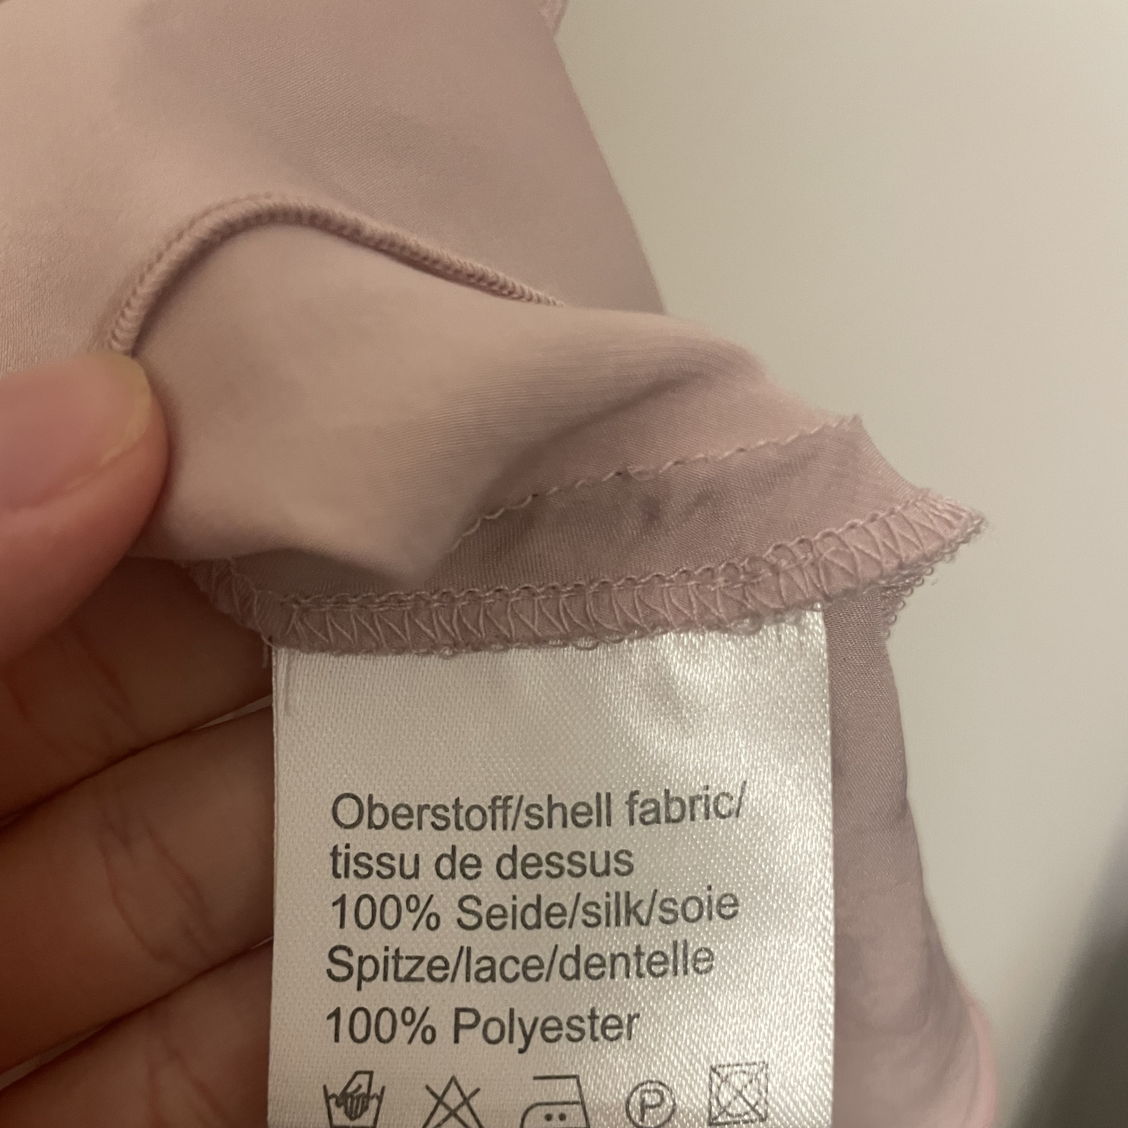 Oberstoff/shell fabric/
tissu de dessus
100% Seide/silk/soie
Spitze/lace/dentelle
100% Polyester
P